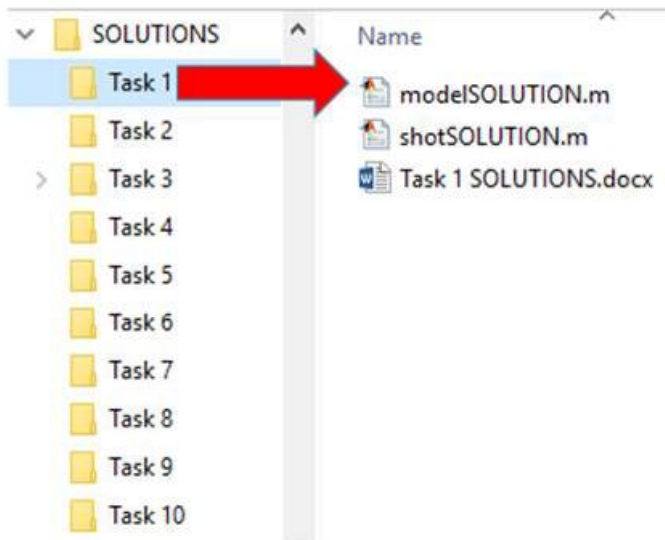 SOLUTIONS
Task 1
Task 2
Task 3
Task 4
Task 5
Task 6
Task 7
Task 8
Task 9
Task 10
Name
modelSOLUTION.m
shotSOLUTION.m
Task 1 SOLUTIONS.docx